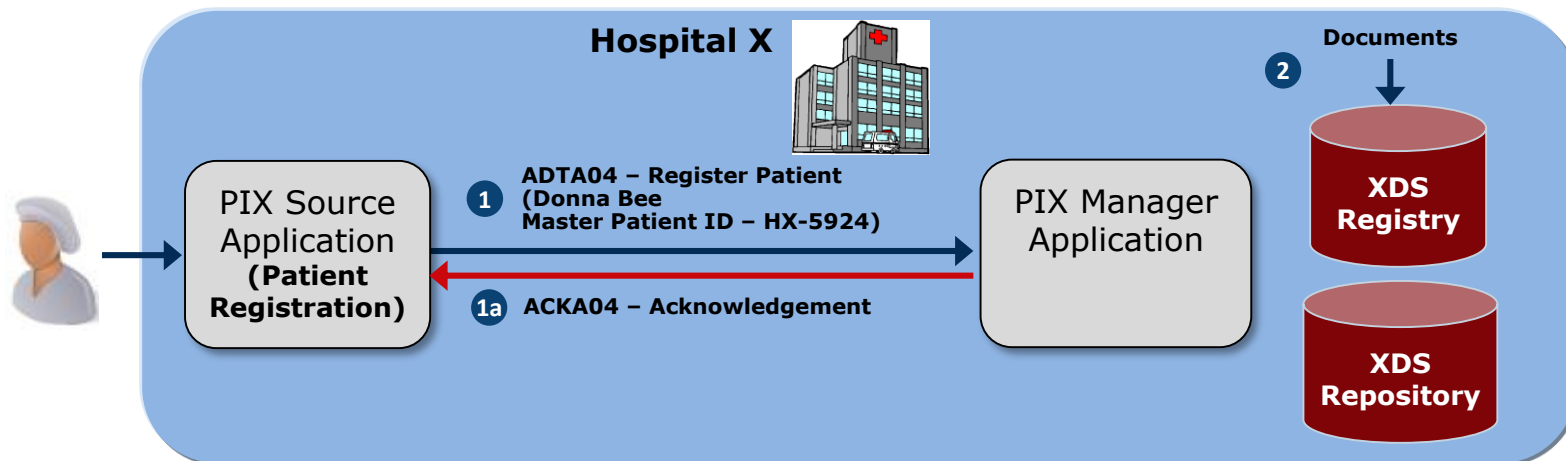 Hospital X
Documents
2
PIX Source
Application
(Patient
Registration)
1
ADTA04 – Register Patient
(Donna Bee
Master Patient ID – HX-5924)
1a
ACKA04 – Acknowledgement
PIX Manager
Application
XDS
Registry
XDS
Repository